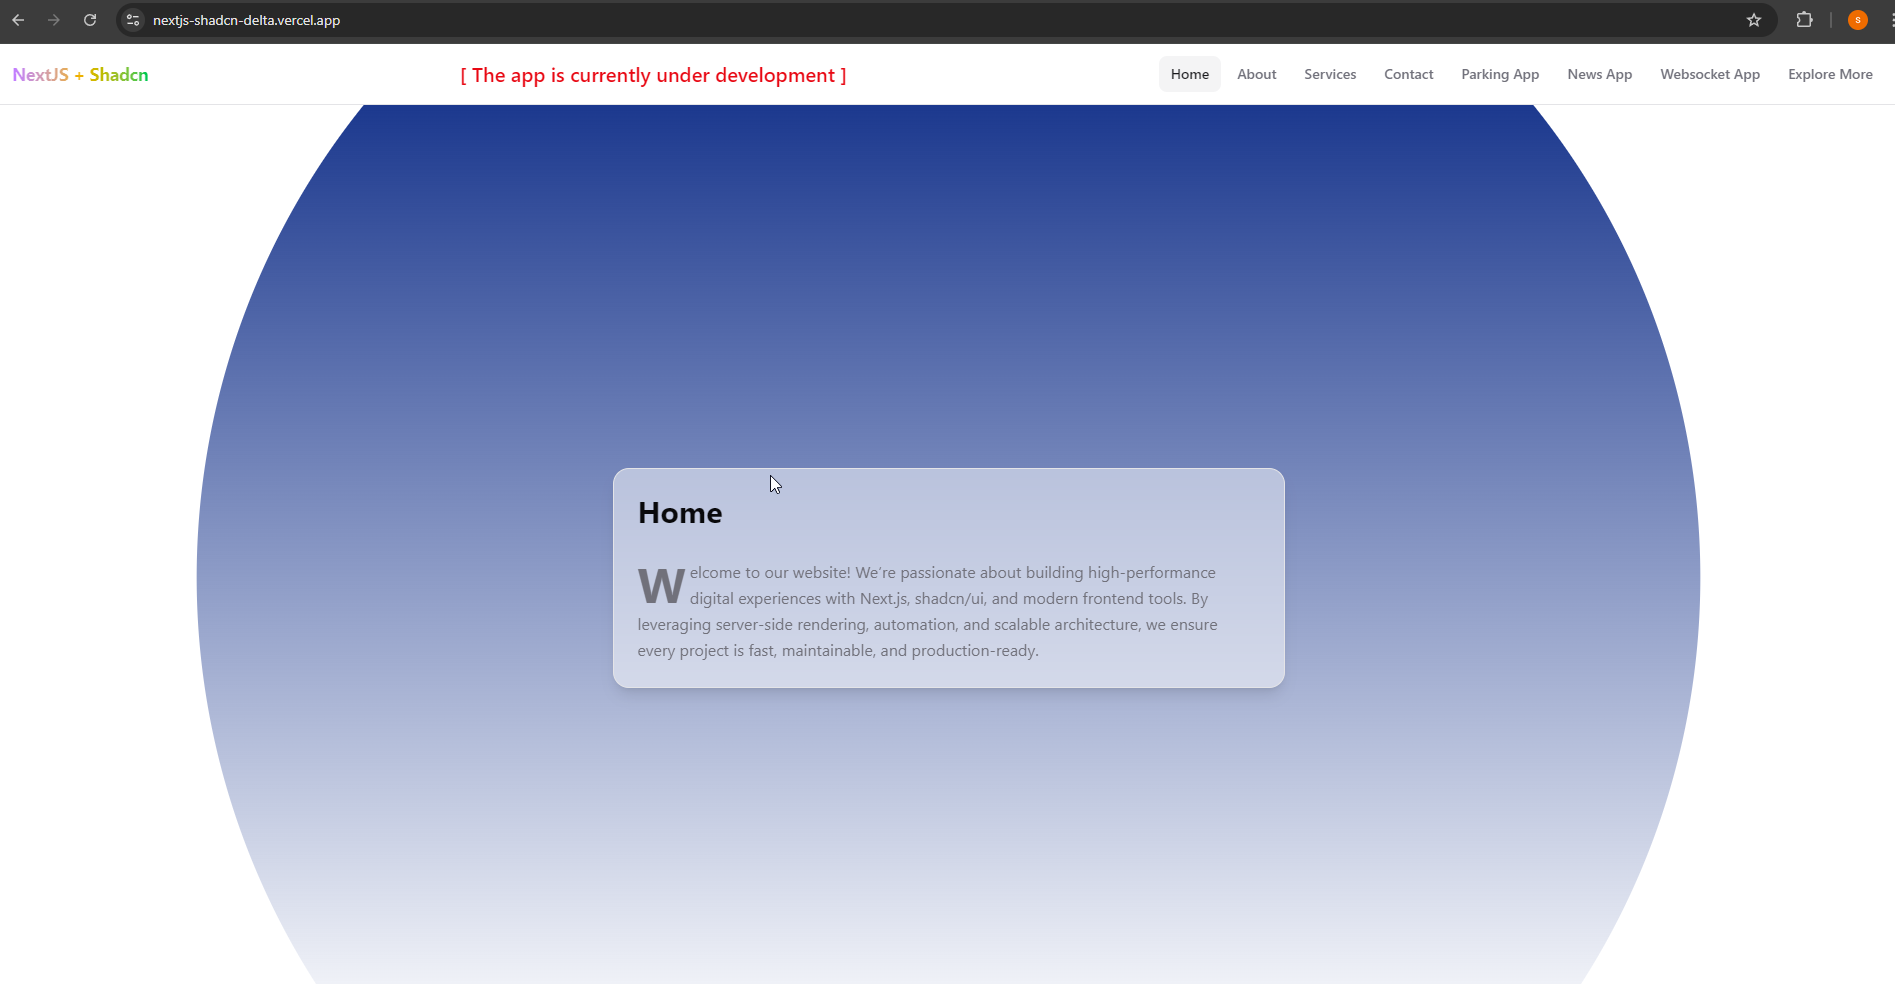 nextjs-shadcn-delta.vercel.app
S
NextJS + Shadcn
[ The app is currently under development ]
Home
About
Services
Contact
Parking App
News App
Websocket App
Explore More
Home
Welcome to our website! We’re passionate about building high-performance
digital experiences with Next.js, shadcn/ui, and modern frontend tools. By
leveraging server-side rendering, automation, and scalable architecture, we ensure
every project is fast, maintainable, and production-ready.